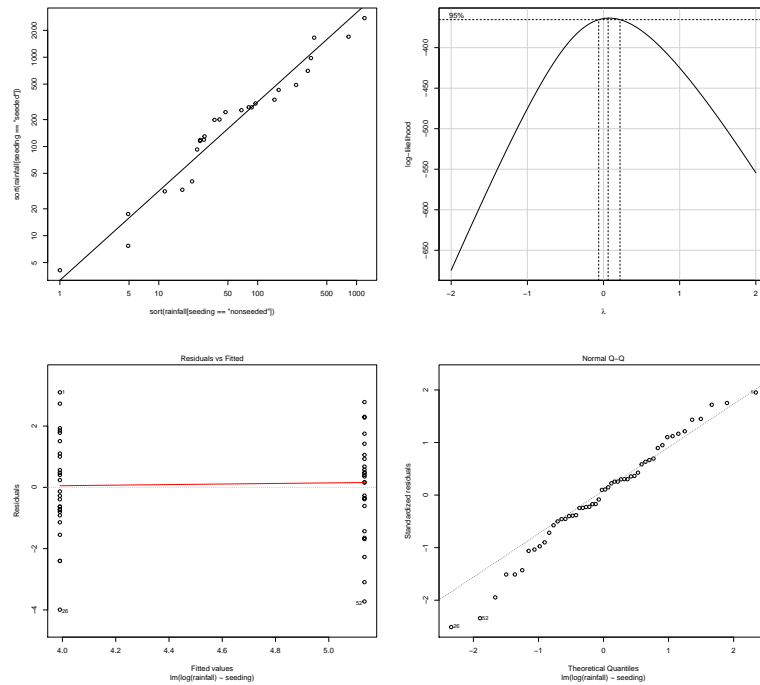 sort(rainfall[seeding == "seeded"])
2000
1000
500
200
100
50
20
10
5
1 5 10 50 100 500 1000
sort(rainfall[seeding == "nonseeded"])
95%
log−likelihood
−400
−450
−500
−550
−600
−650
−2 −1 0 1 2
λ
Residuals vs Fitted
Residuals
2
0
−2
−4
1
26
52
4.0 4.2 4.4 4.6 4.8 5.0
Fitted values
lm(log(rainfall) ~ seeding)
Normal Q−Q
Standardized residuals
2
1
0
−1
−2
26
52
−2 −1 0 1 2
Theoretical Quantiles
lm(log(rainfall) ~ seeding)